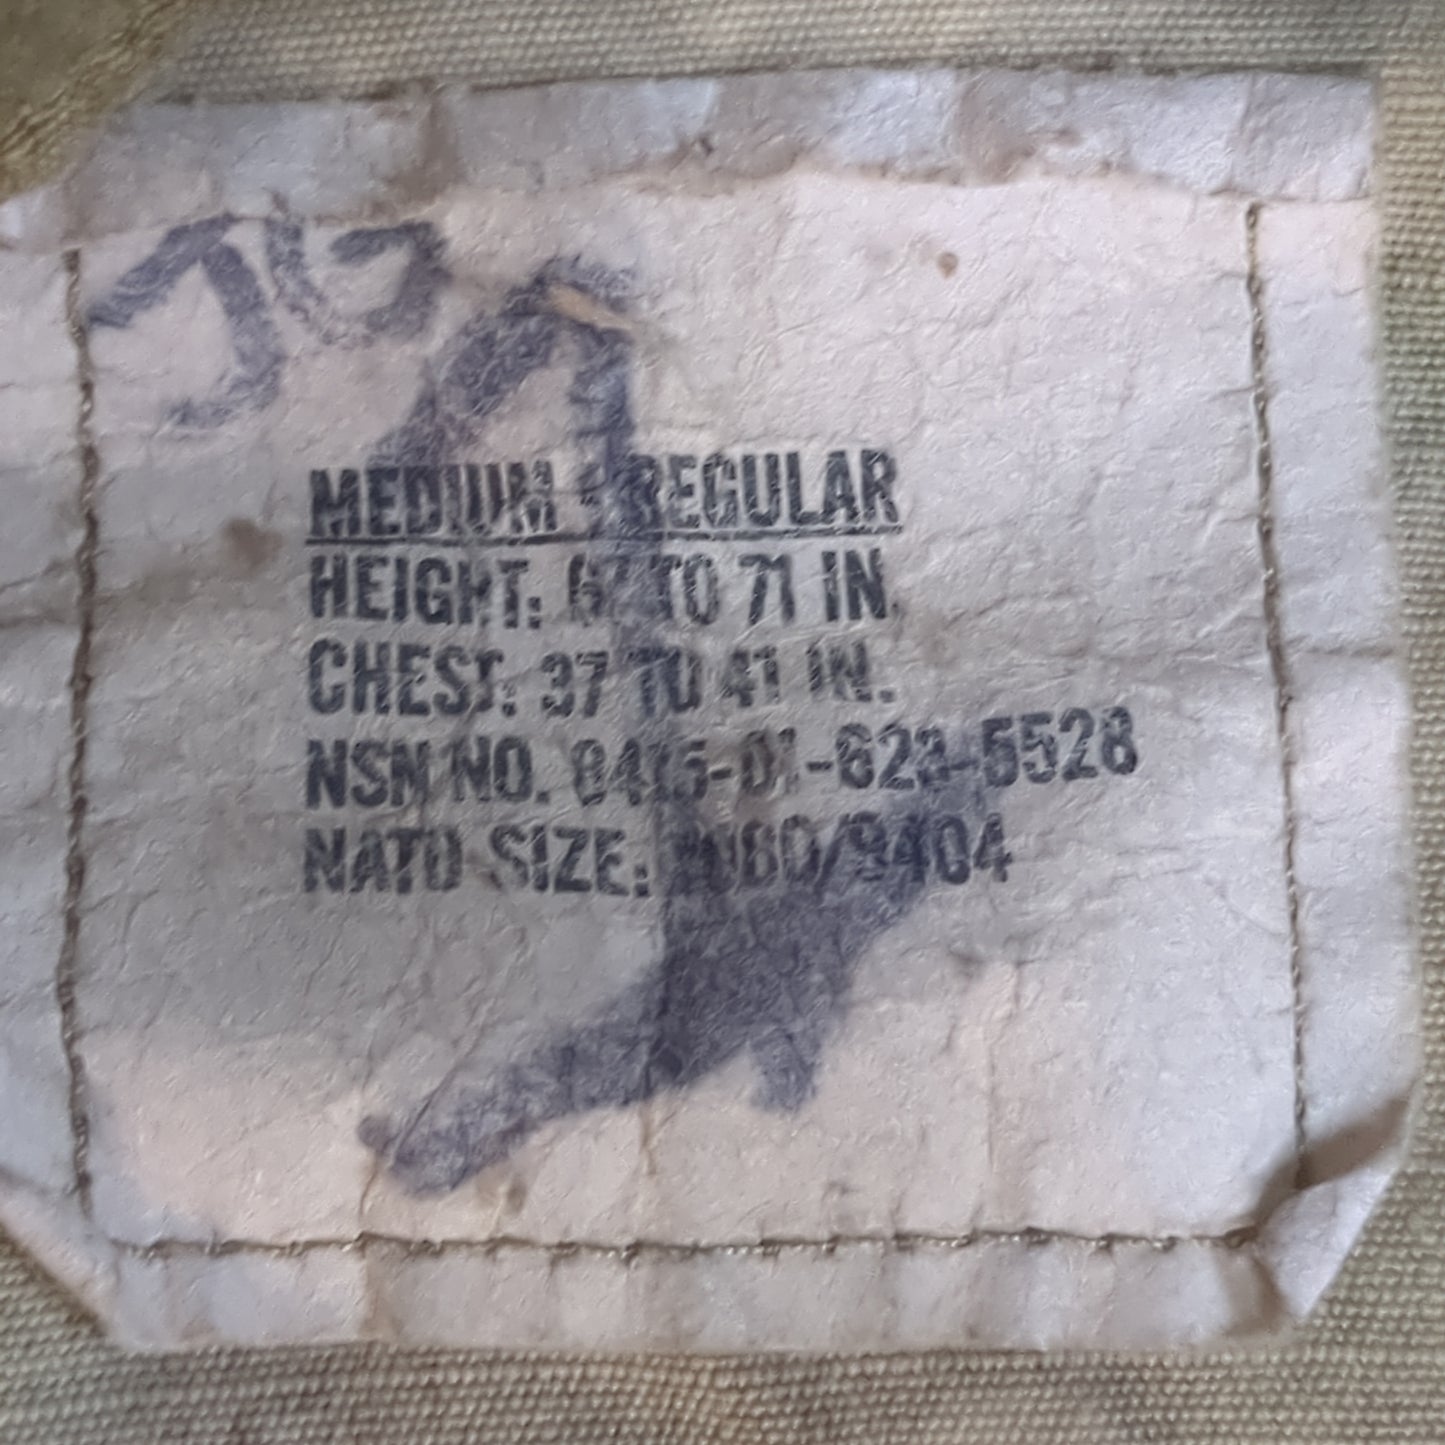 MEDIUM - REGULAR
HEIGHT: 67 TO 71 IN.
CHEST: 37 TO 41 IN.
NSN NO. 8415-01-623-5528
NATO SIZE: /9404